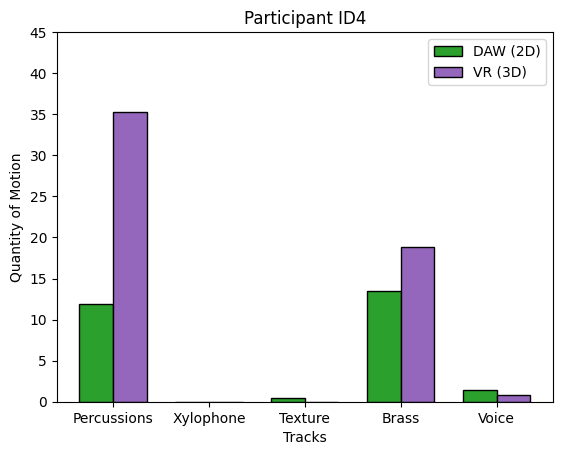 Participant ID4
DAW (2D)
VR (3D)
Quantity of Motion
45
40
35
30
25
20
15
10
5
0
Percussions Xylophone Texture Brass Voice
Tracks